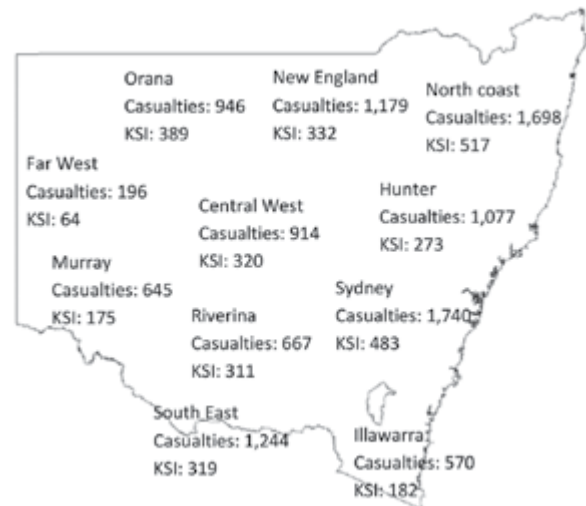 Orana
Casualties: 946
KSI: 389
New England
Casualties: 1,179
KSI: 332
North coast
Casualties: 1,698
KSI: 517
Far West
Casualties: 196
KSI: 64
Central West
Casualties: 914
KSI: 320
Hunter
Casualties: 1,077
KSI: 273
Murray
Casualties: 645
KSI: 175
Riverina
Casualties: 667
KSI: 311
Sydney
Casualties: 1,740
KSI: 483
South East
Casualties: 1,244
KSI: 319
Illawarra
Casualties: 570
KSI: 182